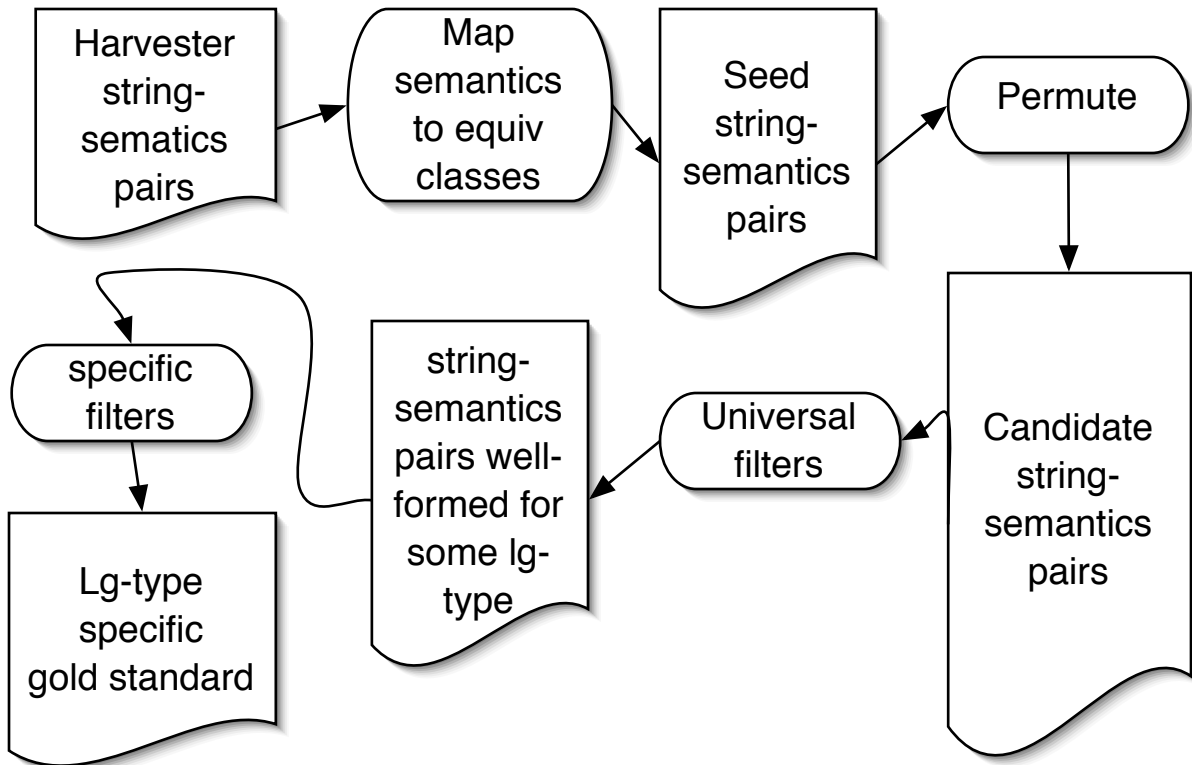 Harvester
string-
sematics
pairs
Map
semantics
to equiv
classes
Seed
string-
semantics
pairs
Permute
Candidate
string-
semantics
pairs
Universal
filters
string-
semantics
pairs well-
formed for
some lg-
type
specific
filters
Lg-type
specific
gold standard